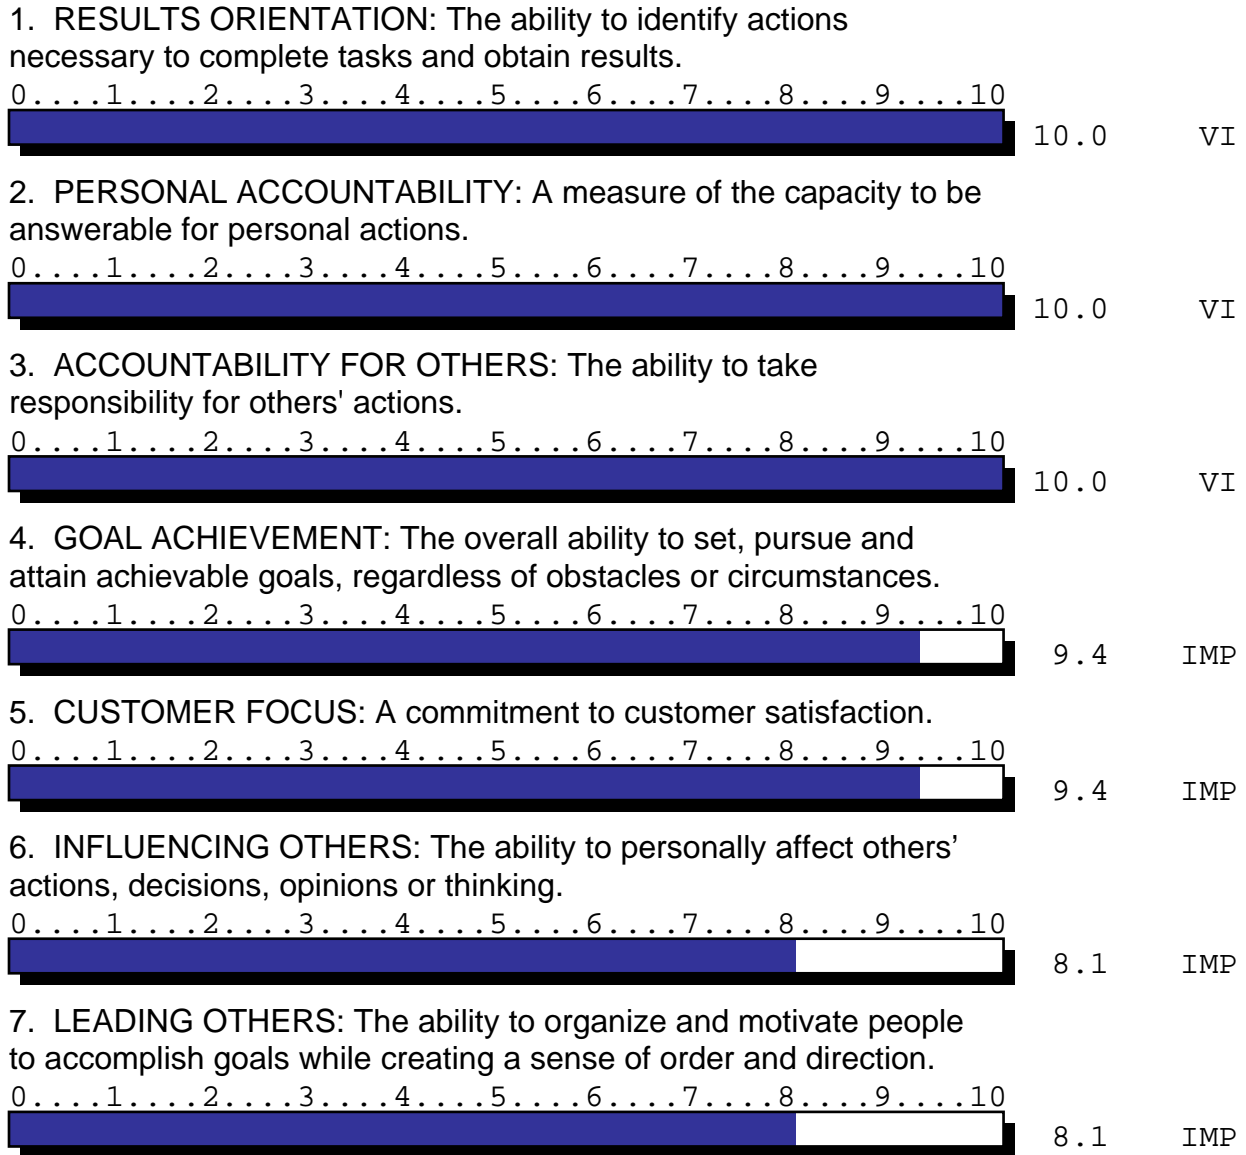 1.  RESULTS ORIENTATION: The ability to identify actions
necessary to complete tasks and obtain results.
0....1....2....3....4....5....6....7....8....9....10
10.0 VI
2.  PERSONAL ACCOUNTABILITY: A measure of the capacity to be
answerable for personal actions.
0....1....2....3....4....5....6....7....8....9....10
10.0 VI
3.  ACCOUNTABILITY FOR OTHERS: The ability to take
responsibility for others' actions.
0....1....2....3....4....5....6....7....8....9....10
10.0 VI
4.  GOAL ACHIEVEMENT: The overall ability to set, pursue and
attain achievable goals, regardless of obstacles or circumstances.
0....1....2....3....4....5....6....7....8....9....10
9.4 IMP
5.  CUSTOMER FOCUS: A commitment to customer satisfaction.
0....1....2....3....4....5....6....7....8....9....10
9.4 IMP
6.  INFLUENCING OTHERS: The ability to personally affect others’
actions, decisions, opinions or thinking.
0....1....2....3....4....5....6....7....8....9....10
8.1 IMP
7.  LEADING OTHERS: The ability to organize and motivate people
to accomplish goals while creating a sense of order and direction.
0....1....2....3....4....5....6....7....8....9....10
8.1 IMP